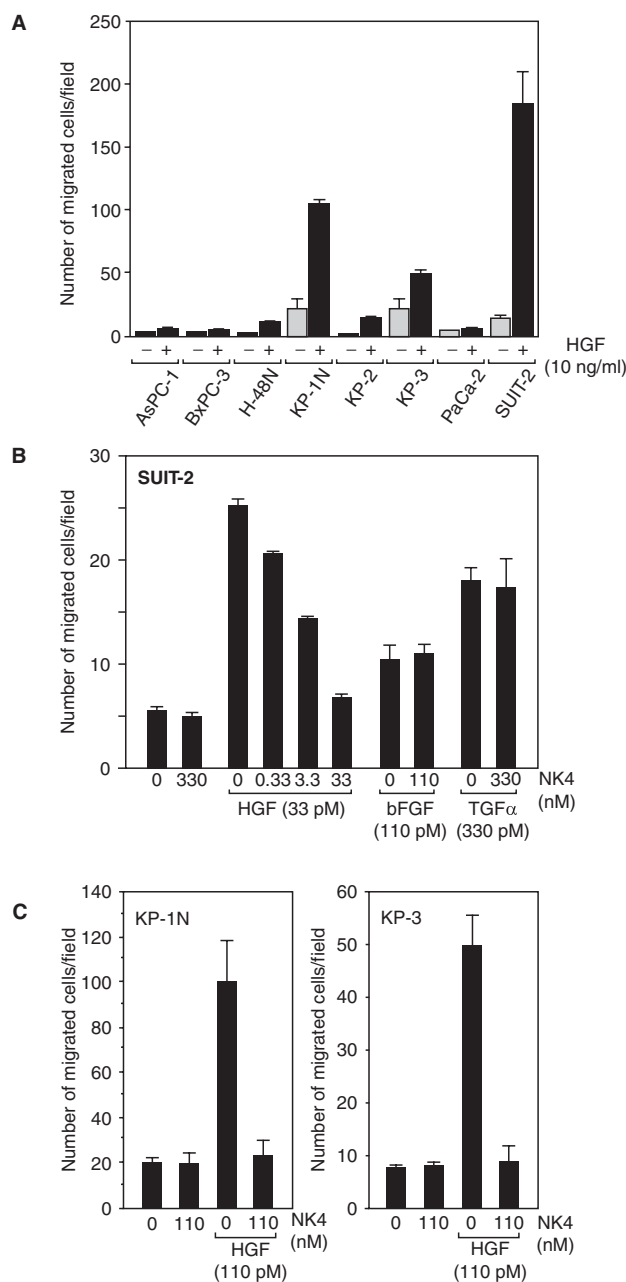 A
Number of migrated cells/field
250
200
150
100
50
0
− + − + − + − + − + − + − + − +
HGF
(10 ng/ml)
AsPC-1 BxPC-3 H-48N KP-1N KP-2 KP-3 PaCa-2 SUIT-2
B
SUIT-2
Number of migrated cells/field
30
20
10
0
0 330 0 0.33 3.3 33 0 110 0 330 NK4
(nM)
HGF (33 pM) bFGF TGFα
(110 pM) (330 pM)
C
KP-1N
Number of migrated cells/field
140
120
100
80
60
40
20
0
0 110 0 110 NK4
(nM)
HGF
(110 pM)
KP-3
Number of migrated cells/field
60
50
40
30
20
10
0
0 110 0 110 NK4
(nM)
HGF
(110 pM)